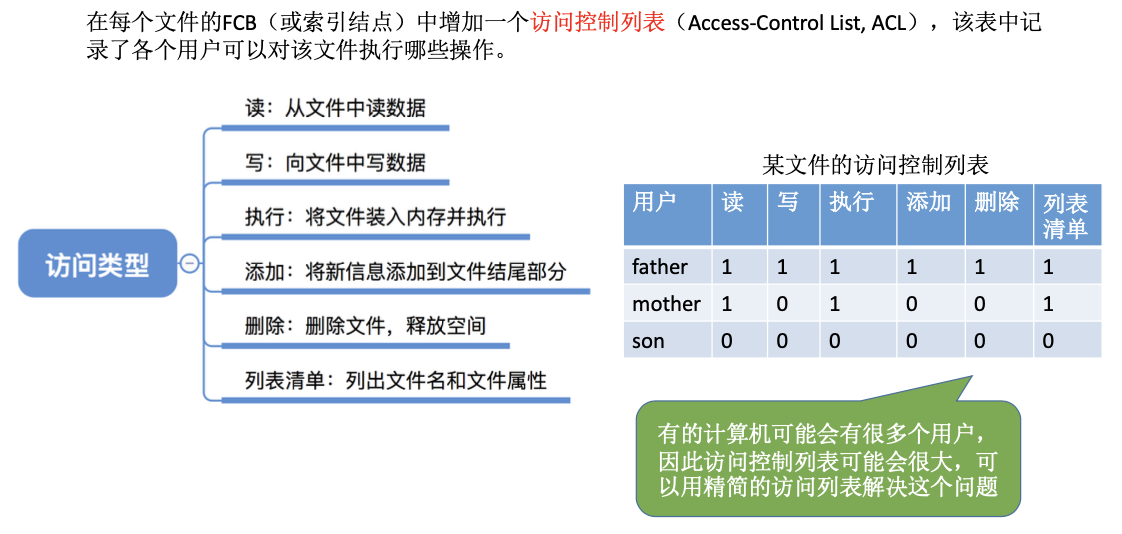 在每个文件的FCB（或索引结点）中增加一个访问控制列表（Access-Control List, ACL），该表中记
录了各个用户可以对该文件执行哪些操作。
访问类型
读：从文件中读数据
写：向文件中写数据
执行：将文件装入内存并执行
添加：将新信息添加到文件结尾部分
删除：删除文件，释放空间
列表清单：列出文件名和文件属性
某文件的访问控制列表
用户 读 写 执行 添加 删除 列表
清单
father 1 1 1 1 1 1
mother 1 0 1 0 0 1
son 0 0 0 0 0 0
有的计算机可能会有很多个用户，
因此访问控制列表可能会很大，可
以用精简的访问列表解决这个问题